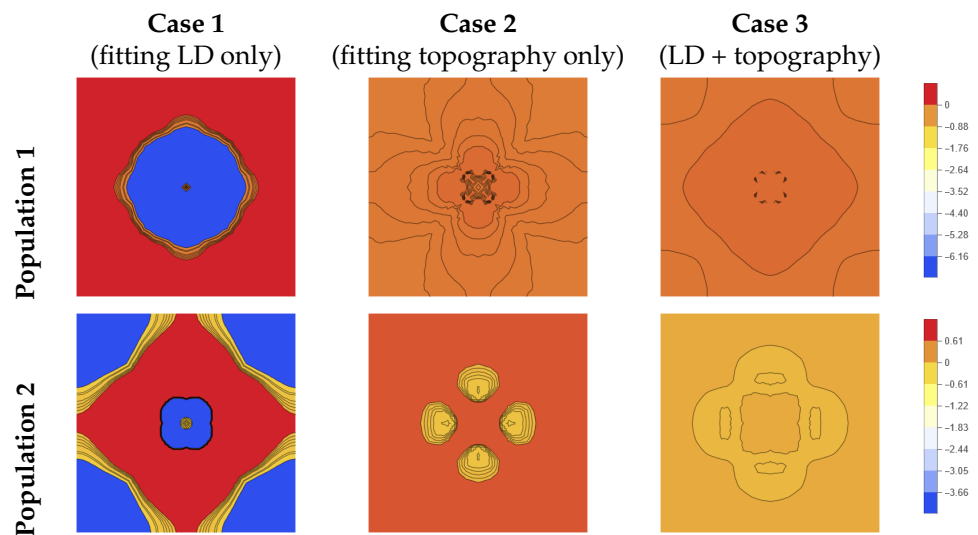 Case 1
(fitting LD only)
Case 2
(fitting topography only)
Case 3
(LD + topography)
Population 1
0
-0.88
-1.76
-2.64
-3.52
-4.40
-5.28
-6.16
Population 2
0.61
0
-0.61
-1.22
-1.83
-2.44
-3.05
-3.66